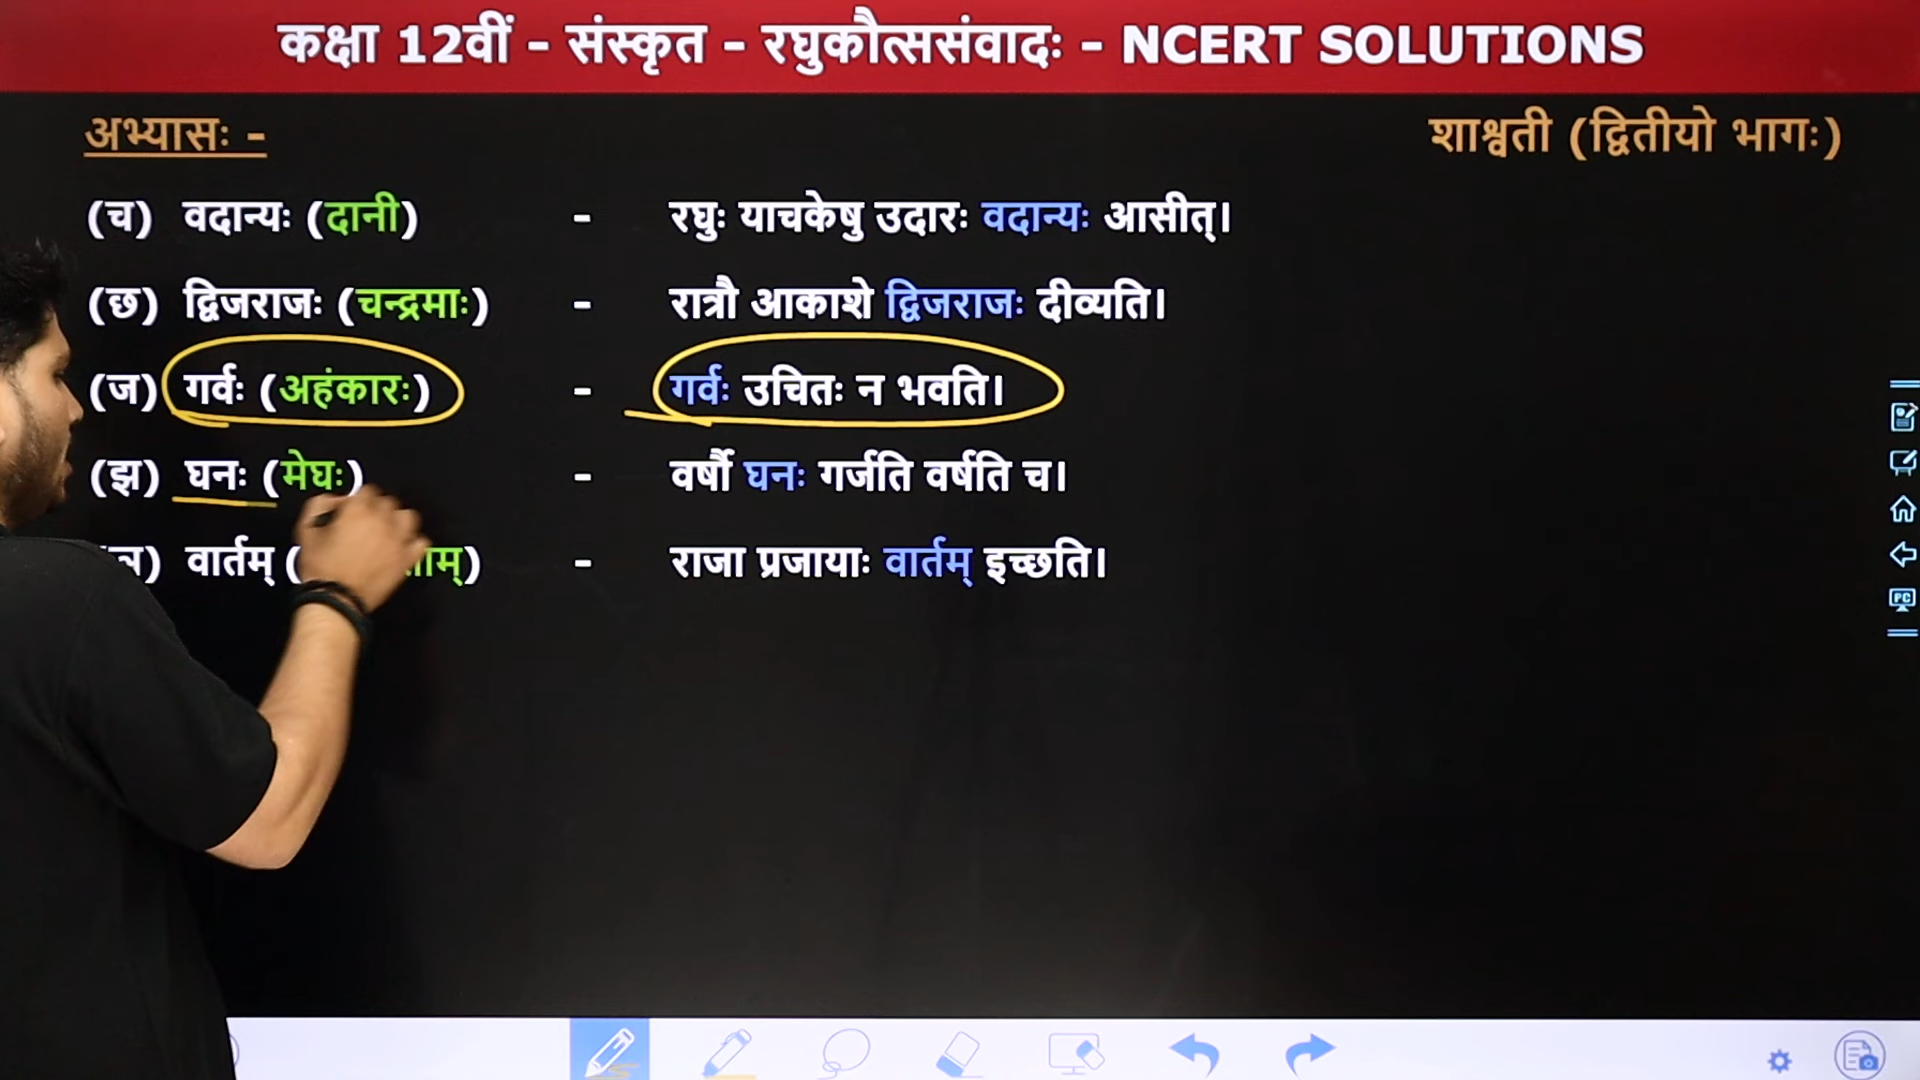 कक्षा 12वीं - संस्कृत - रघुकौत्ससंवादः - NCERT SOLUTIONS
अभ्यासः -
शाश्वती (द्वितीयो भागः)
(च) वदान्यः (दानी) - रघुः याचकेषु उदारः वदान्यः आसीत्।
(छ) द्विजराजः (चन्द्रमाः) - रात्रौ आकाशे द्विजराजः दीव्यति।
(ज) गर्वः (अहंकारः) - गर्वः उचितः न भवति।
(झ) घनः (मेघः) - वर्षौ घनः गर्जति वर्षति च।
वार्तम् - राजा प्रजायाः वार्तम् इच्छति।
PC